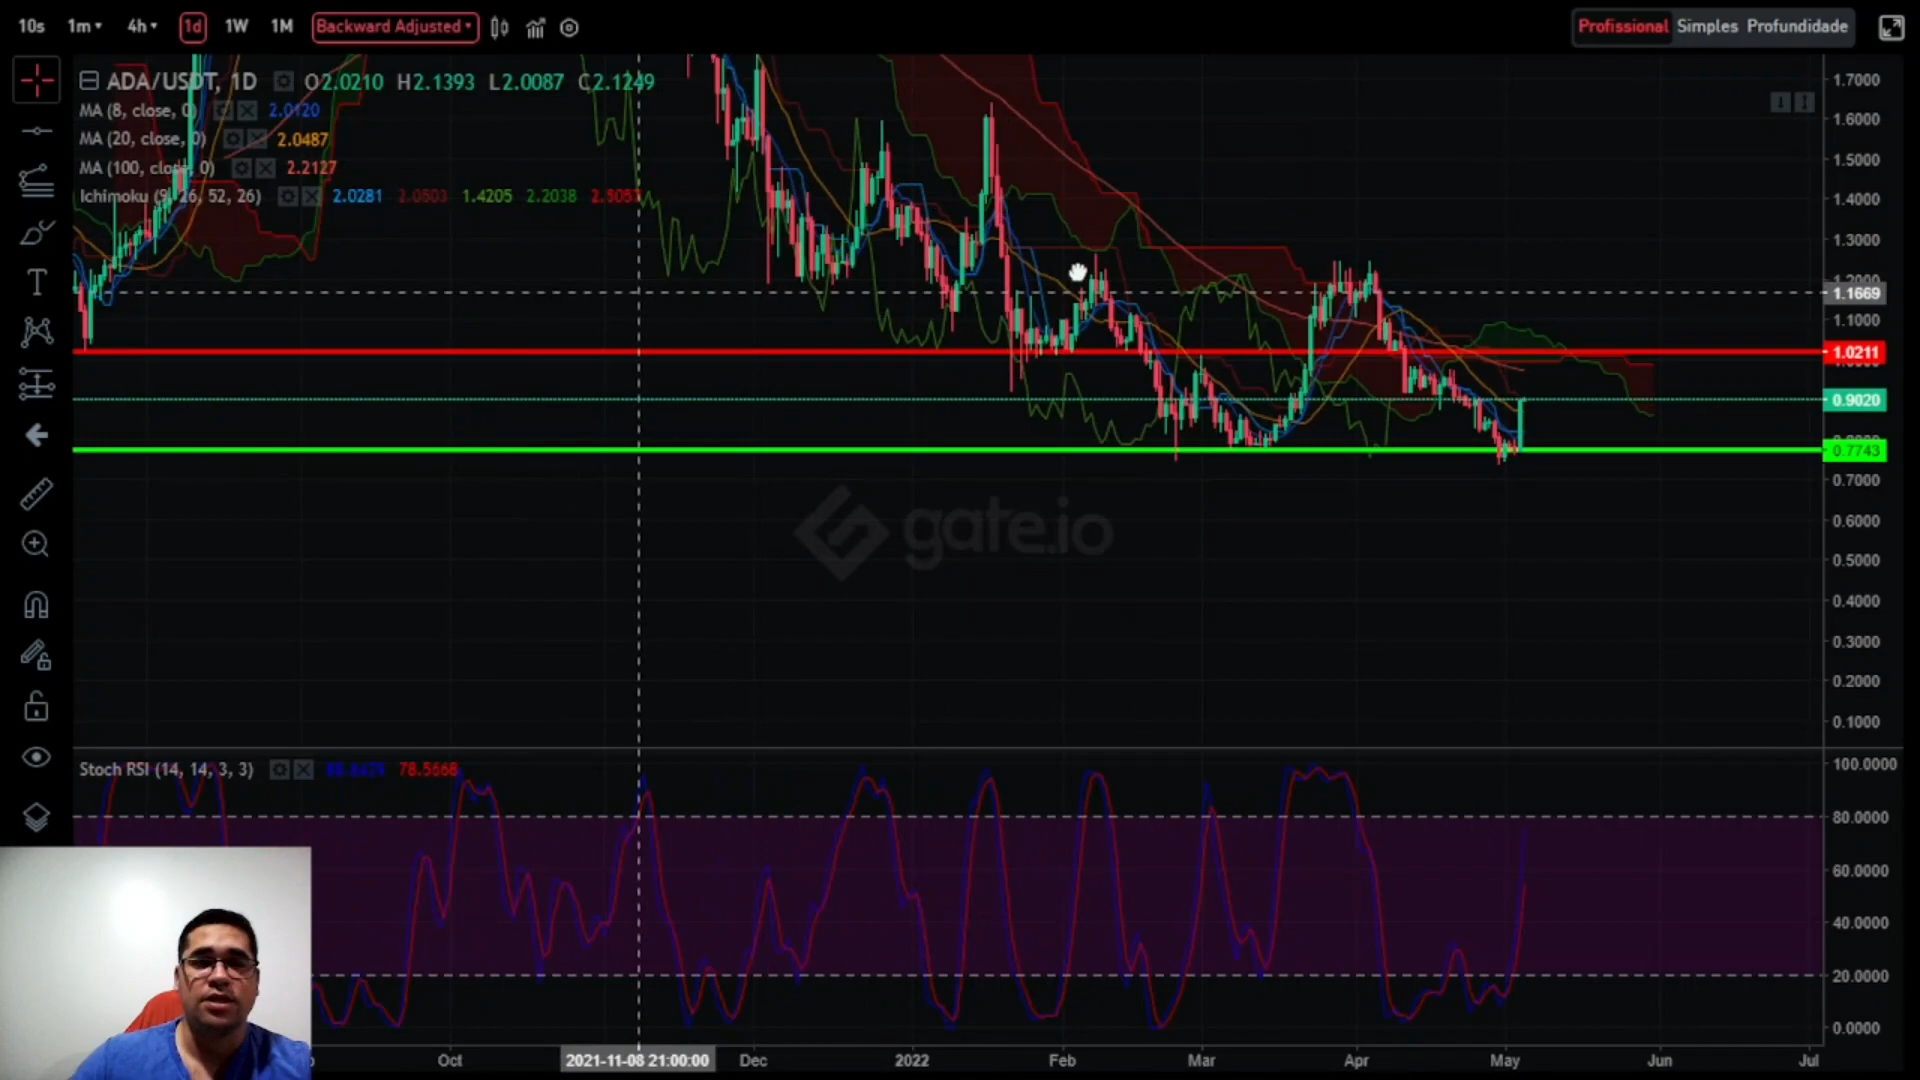 10s 1m 4h 1d 1W 1M Backward Adjusted
Profissional Simples Profundidade
ADA/USDT, 1D O2.0210 H2.1393 L2.0087 C2.1249
MA (8, close, 0) 2.0120
MA (20, close, 0) 2.0487
MA (100, close, 0) 2.2127
Ichimoku (9, 26, 52, 26) 2.0281 2.0503 1.4205 2.2038
1.7000
1.6000
1.5000
1.4000
1.3000
1.2000
1.1669
1.1000
1.0211
0.9020
0.7743
0.7000
0.6000
0.5000
0.4000
0.3000
0.2000
0.1000
gate.io
Stoch RSI (14, 14, 3, 3) 78.5668
100.0000
80.0000
60.0000
40.0000
20.0000
0.0000
Oct 2021-11-08 21:00:00 Dec 2022 Feb Mar Apr May Jun Jul